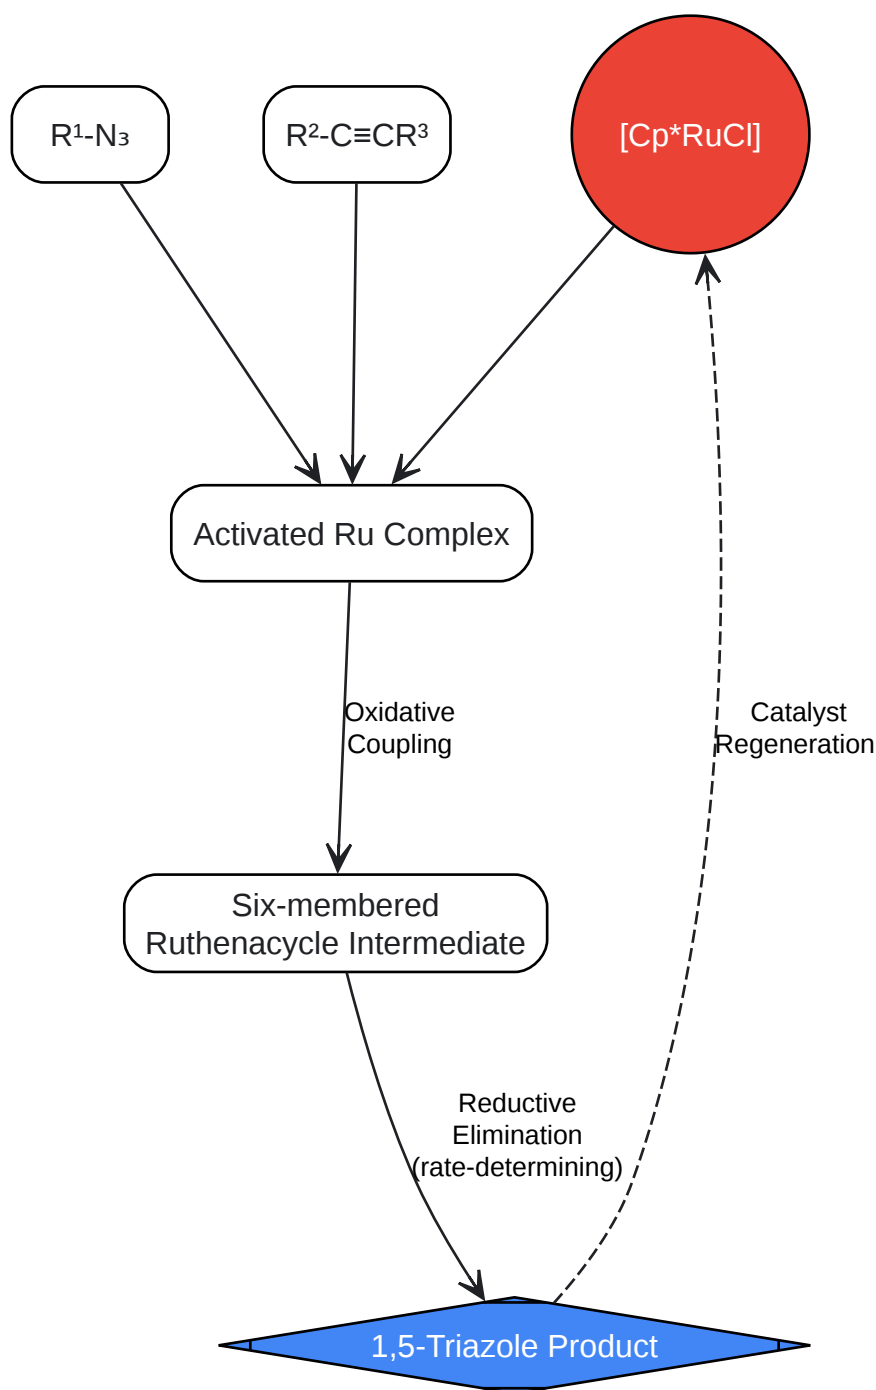 R¹-N₃
R²-C≡CR³
[Cp*RuCl]
Activated Ru Complex
Oxidative
Coupling
Catalyst
Regeneration
Six-membered
Ruthenacycle Intermediate
Reductive
Elimination
(rate-determining)
1,5-Triazole Product